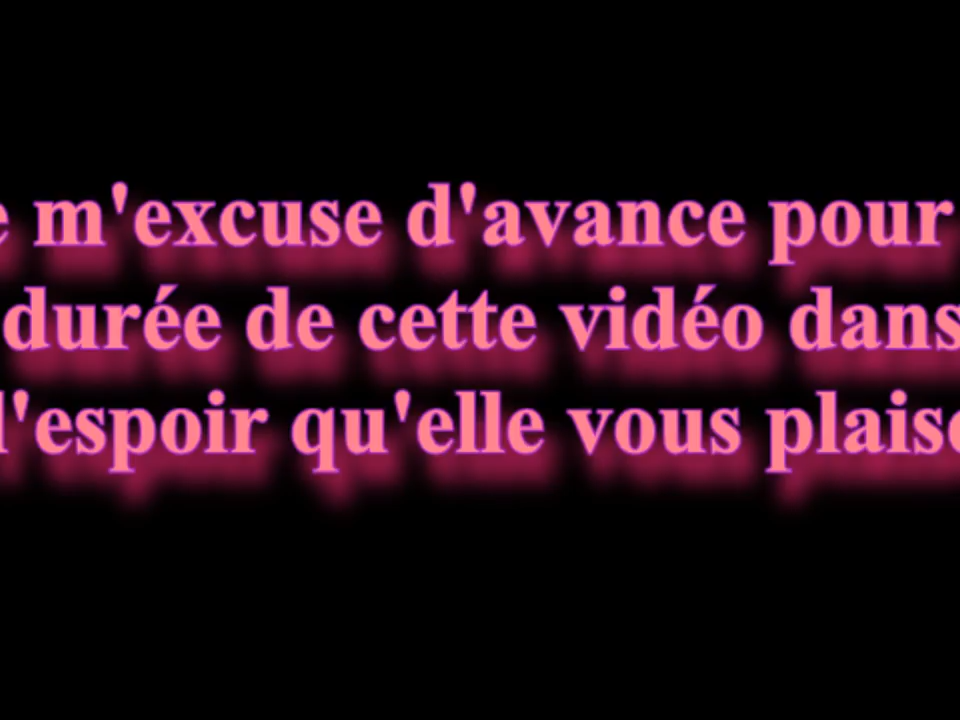 e m'excuse d'avance pour
durée de cette vidéo dans
l'espoir qu'elle vous plaise